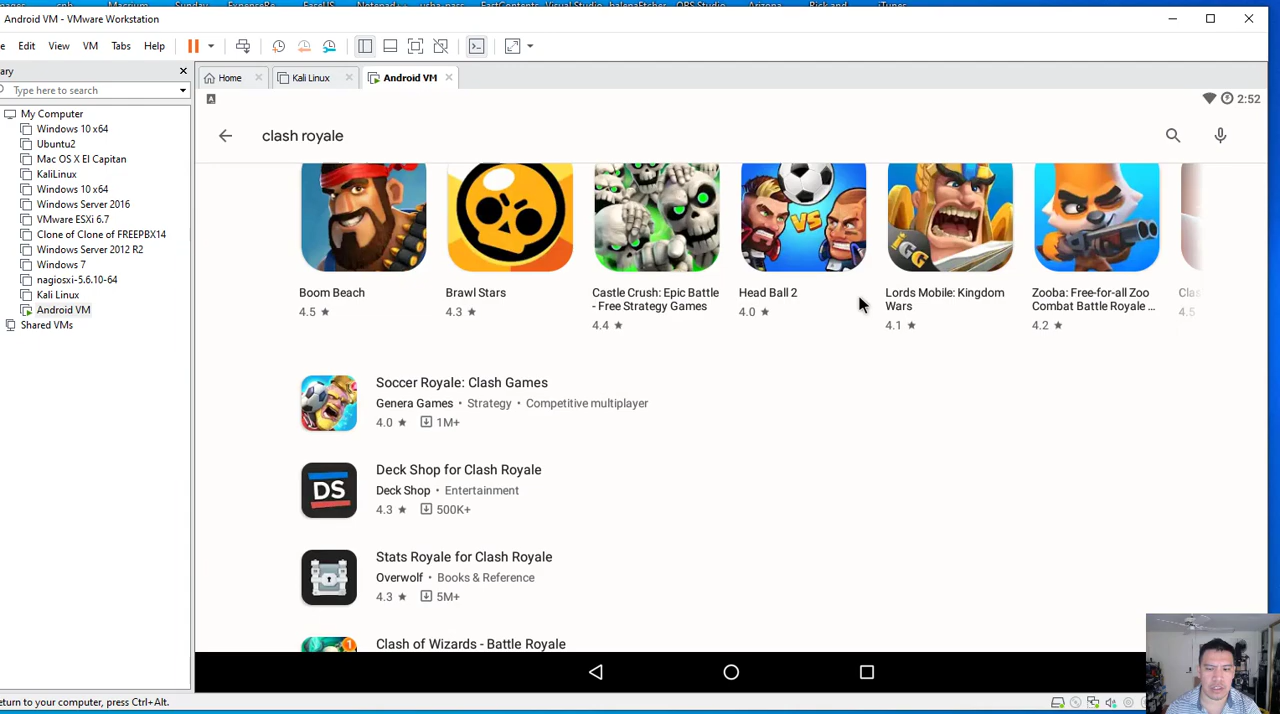 Android VM - VMware Workstation
Edit View VM Tabs Help
ary
Type here to search
My Computer
Windows 10 x64
Ubuntu2
Mac OS X El Capitan
KaliLinux
Windows 10 x64
Windows Server 2016
VMware ESXi 6.7
Clone of Clone of FREEPBX14
Windows Server 2012 R2
Windows 7
nagiosxi-5.6.10-64
Kali Linux
Android VM
Shared VMs
Home Kali Linux Android VM
2:52
clash royale
VS
IGG
Boom Beach
4.5 ★
Brawl Stars
4.3 ★
Castle Crush: Epic Battle
- Free Strategy Games
4.4 ★
Head Ball 2
4.0 ★
Lords Mobile: Kingdom
Wars
4.1 ★
Zooba: Free-for-all Zoo
Combat Battle Royale ...
4.2 ★
Clas
4.5
Soccer Royale: Clash Games
Genera Games • Strategy • Competitive multiplayer
4.0 ★ 1M+
DS
Deck Shop for Clash Royale
Deck Shop • Entertainment
4.3 ★ 500K+
Stats Royale for Clash Royale
Overwolf • Books & Reference
4.3 ★ 5M+
1
Clash of Wizards - Battle Royale
eturn to your computer, press Ctrl+Alt.